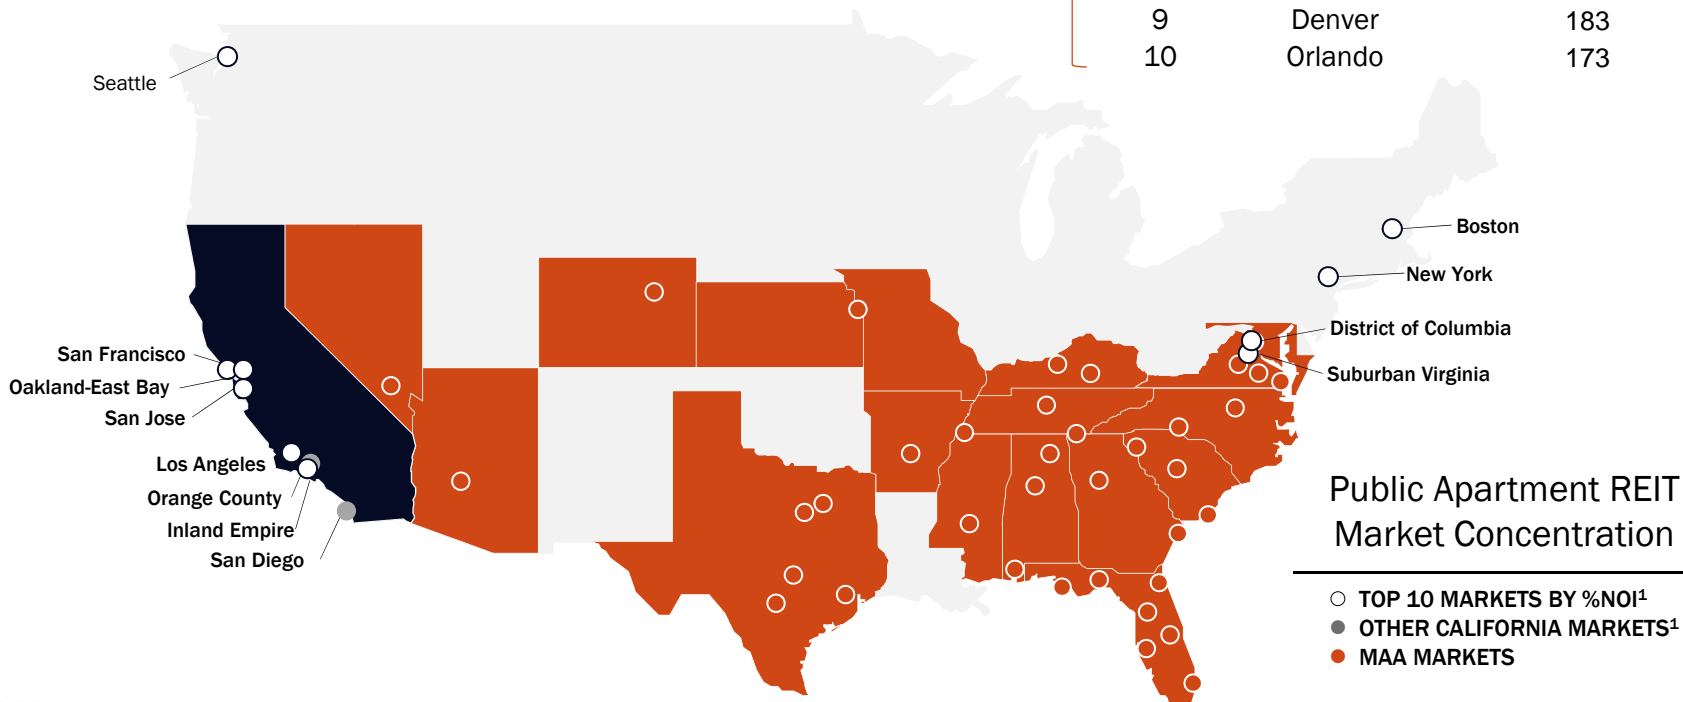 9 Denver 183
10 Orlando 173
Seattle
Boston
New York
District of Columbia
Suburban Virginia
San Francisco
Oakland-East Bay
San Jose
Los Angeles
Orange County
Inland Empire
San Diego
Public Apartment REIT
Market Concentration
TOP 10 MARKETS BY %NOI¹
OTHER CALIFORNIA MARKETS¹
MAA MARKETS